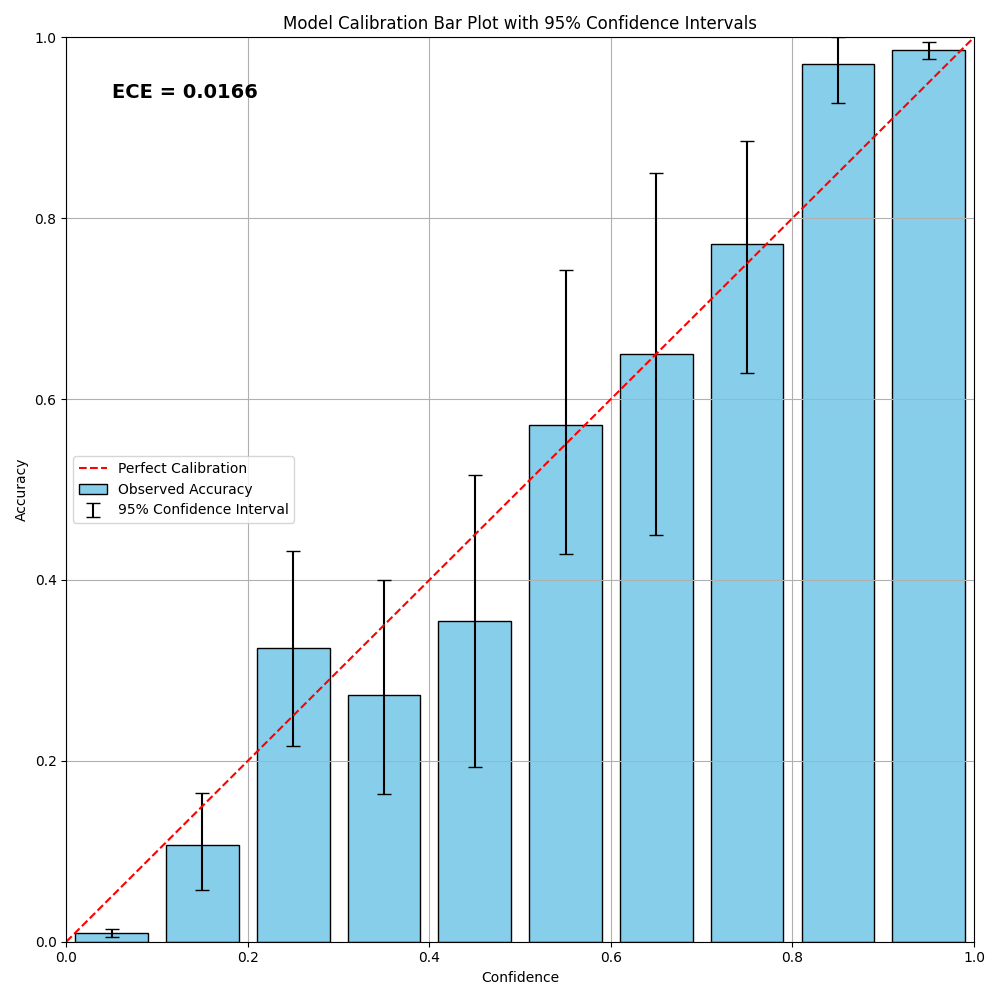 Model Calibration Bar Plot with 95% Confidence Intervals
ECE = 0.0166
Accuracy
1.0
0.8
0.6
0.4
0.2
0.0
Perfect Calibration
Observed Accuracy
95% Confidence Interval
0.0 0.2 0.4 0.6 0.8 1.0
Confidence